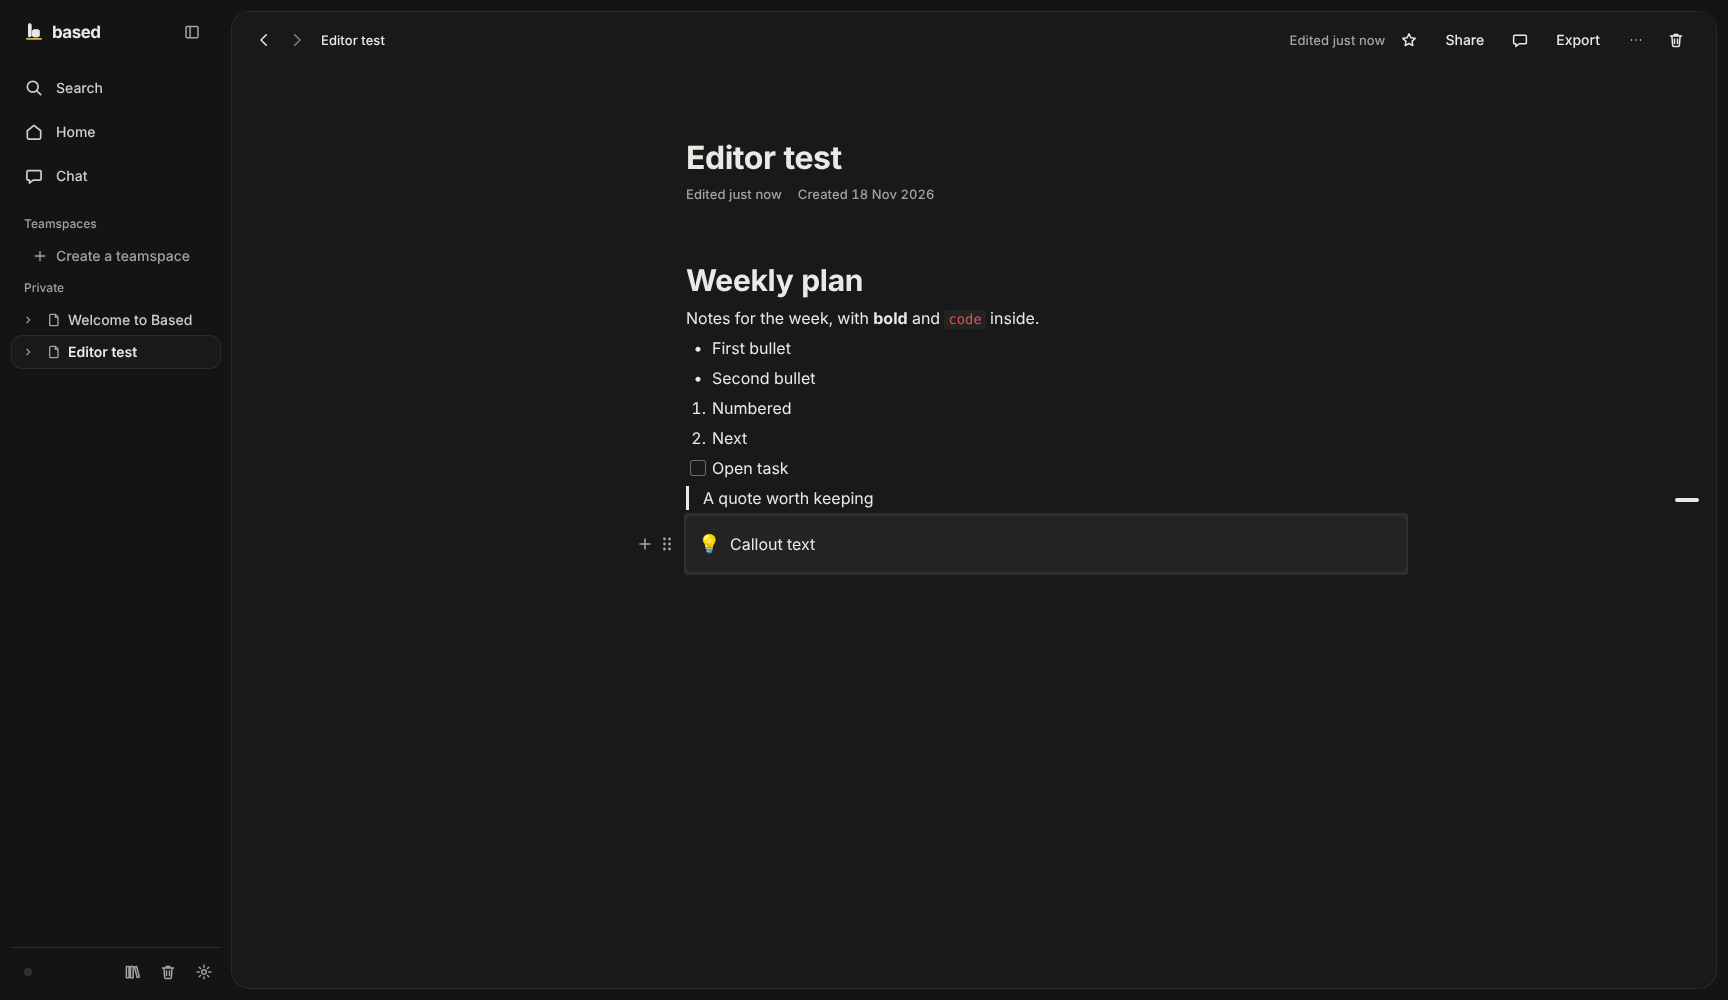 based
Search
Home
Chat
Teamspaces
Create a teamspace
Private
Welcome to Based
Editor test
Editor test
Edited just now
Share
Export
Editor test
Edited just now Created 18 Nov 2026
Weekly plan
Notes for the week, with bold and code inside.
• First bullet
• Second bullet
1. Numbered
2. Next
Open task
A quote worth keeping
💡 Callout text